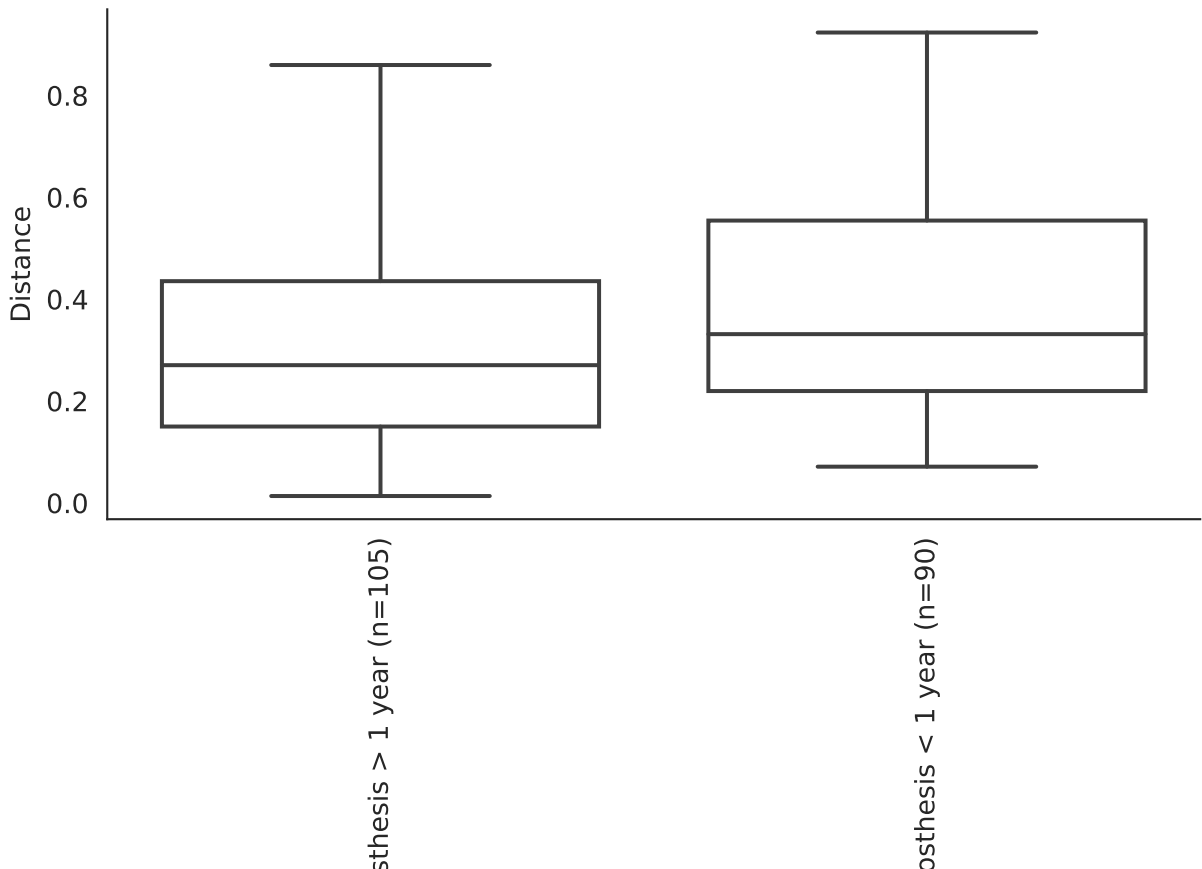 Distance
0.8
0.6
0.4
0.2
0.0
sthesis > 1 year (n=105)
osthesis < 1 year (n=90)